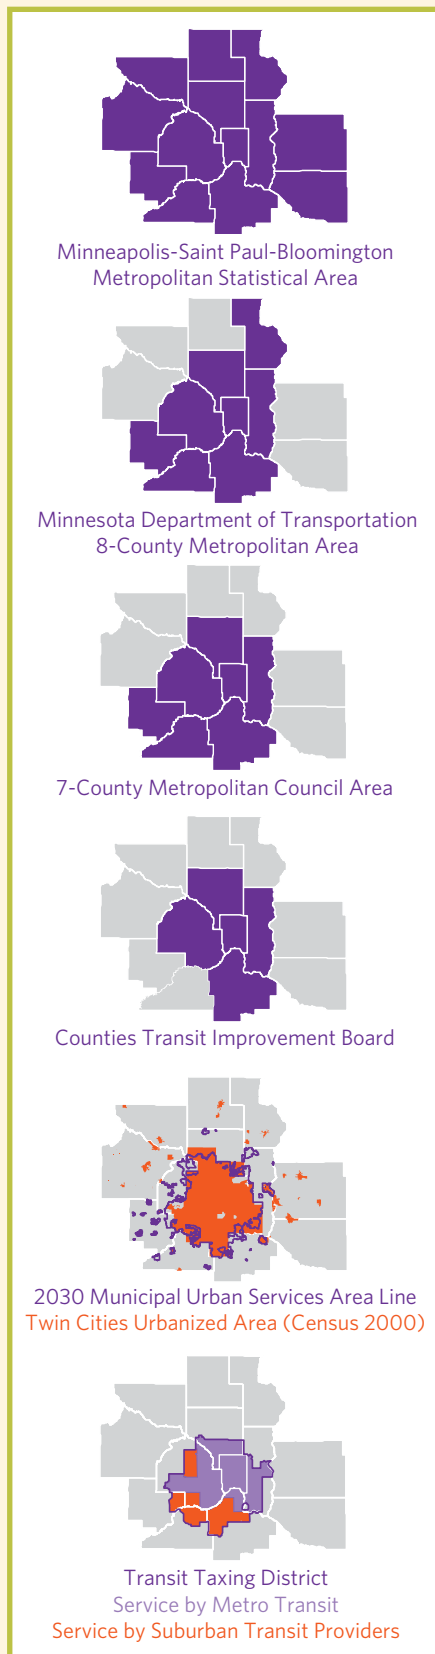 Minneapolis-Saint Paul-Bloomington
Metropolitan Statistical Area
Minnesota Department of Transportation
8-County Metropolitan Area
7-County Metropolitan Council Area
Counties Transit Improvement Board
2030 Municipal Urban Services Area Line
Twin Cities Urbanized Area (Census 2000)
Transit Taxing District
Service by Metro Transit
Service by Suburban Transit Providers